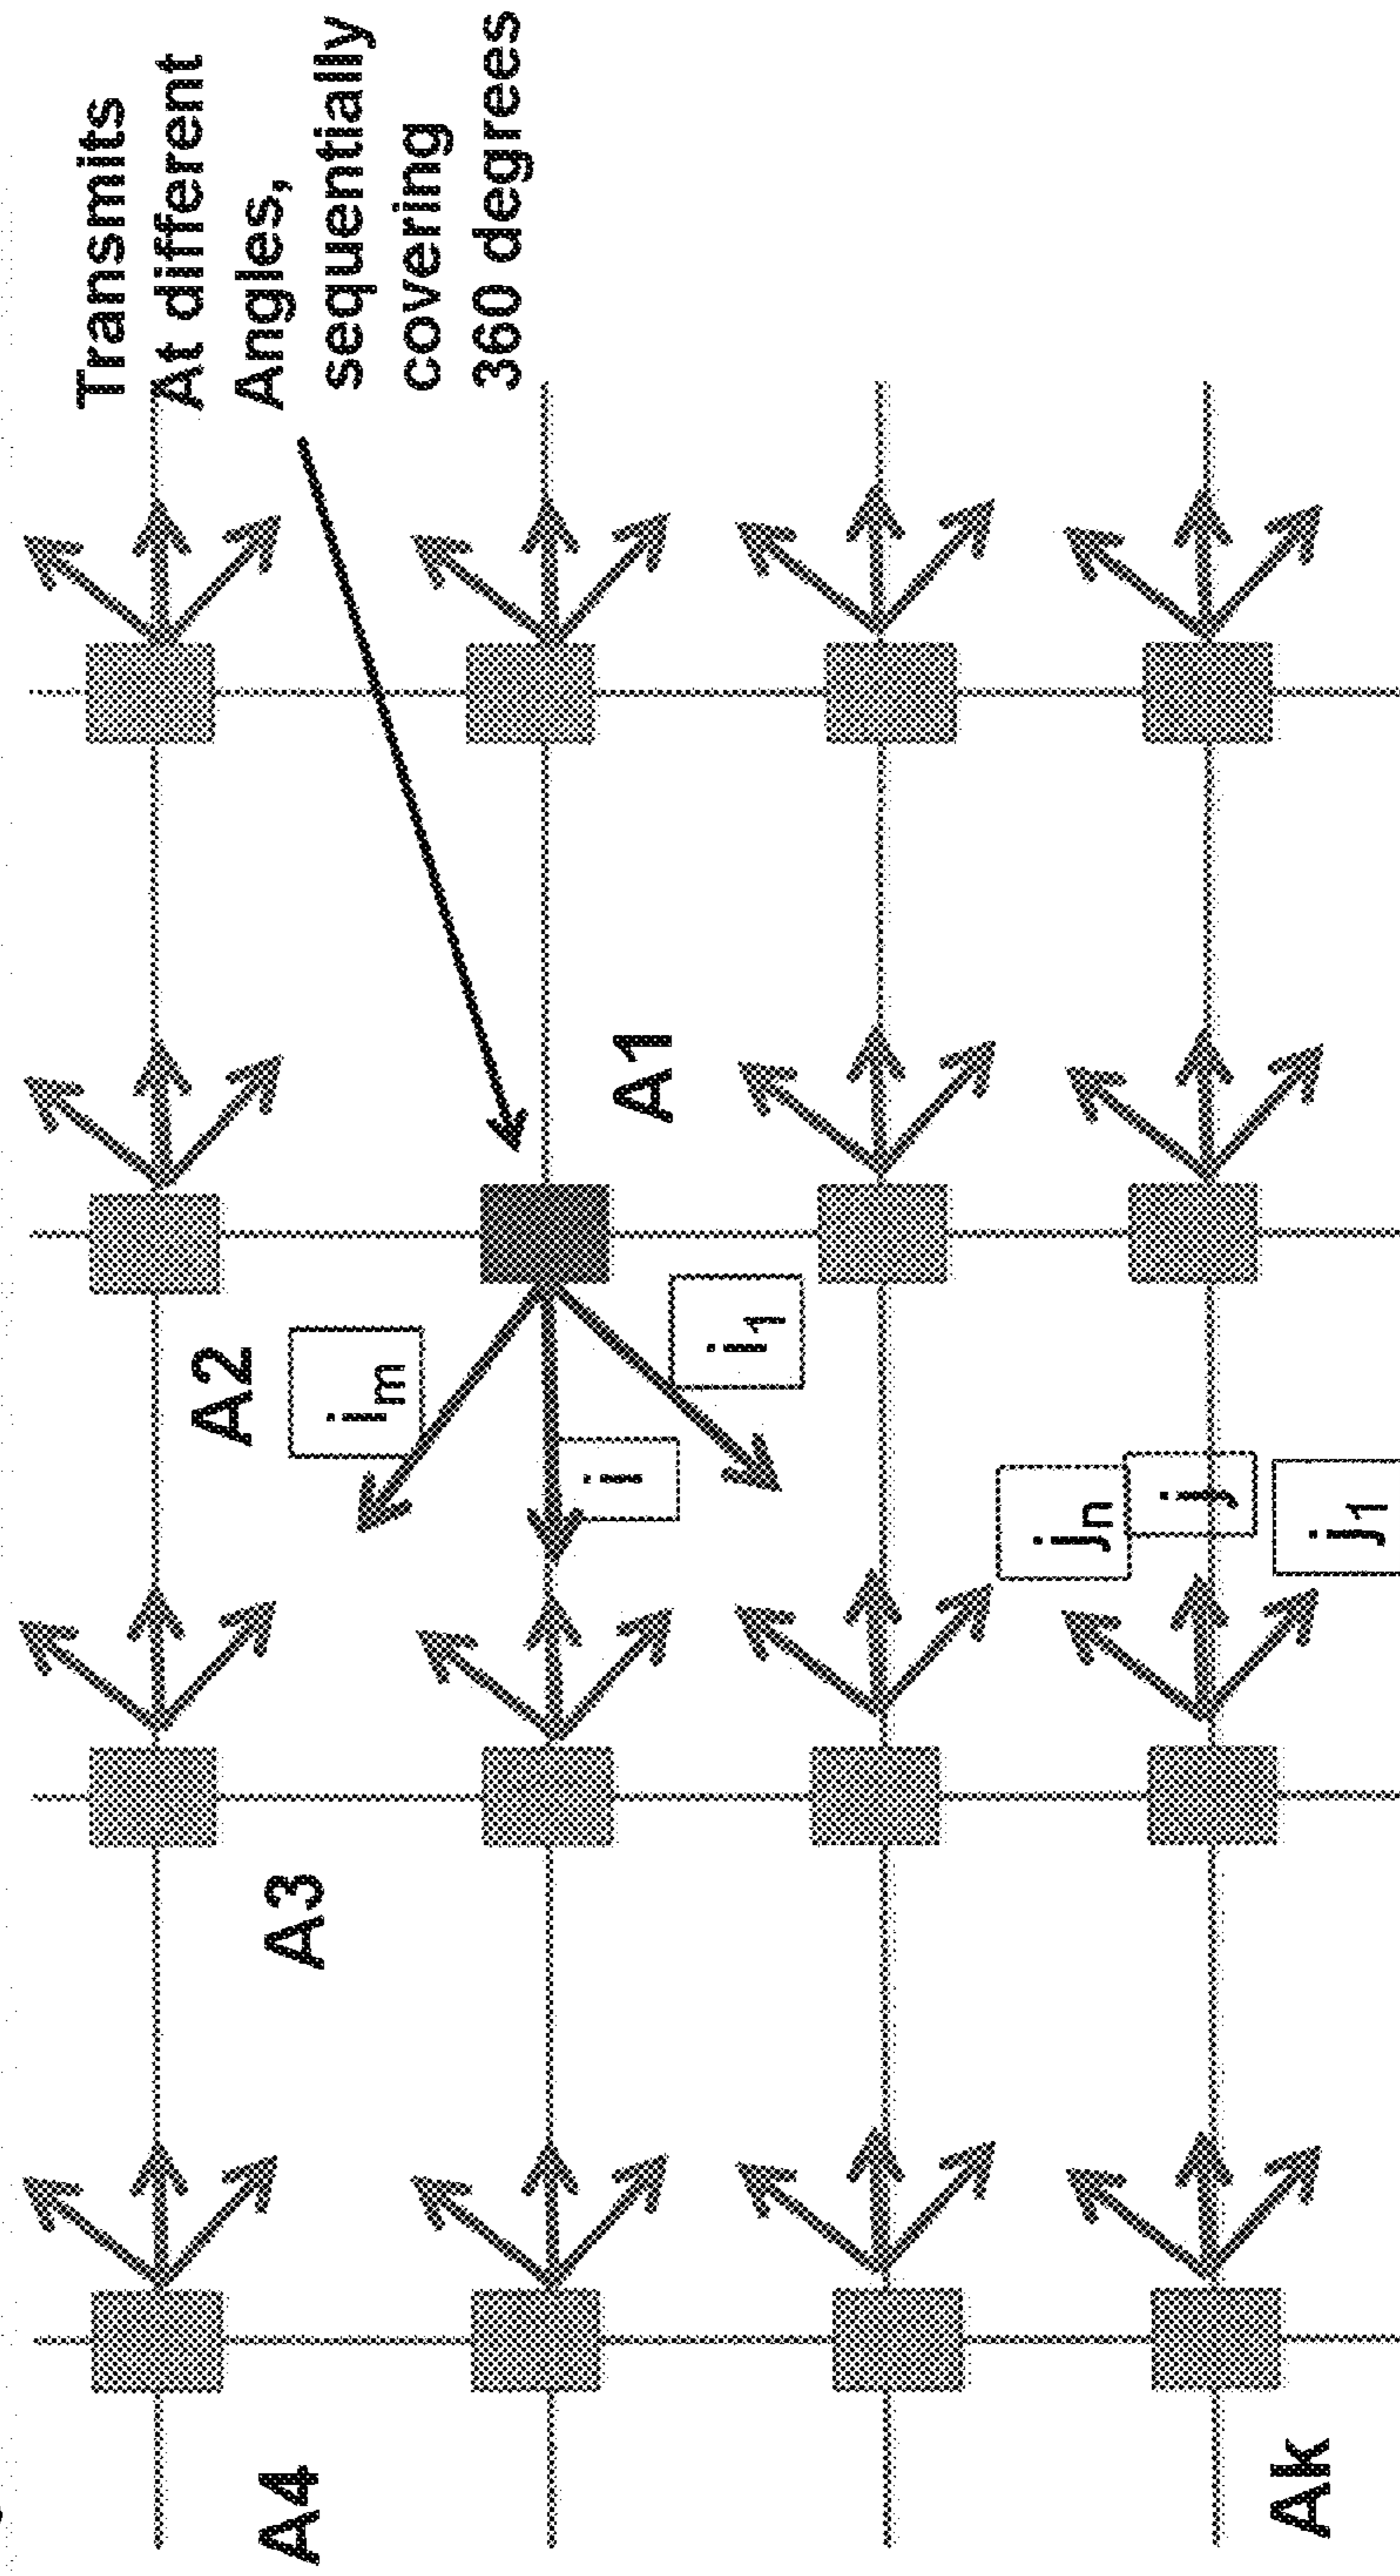 Transmits
At different
Angles,
sequentially
covering
360 degrees
A1
A2
im
i
i1
jn
j
j1
A3
A4
Ak